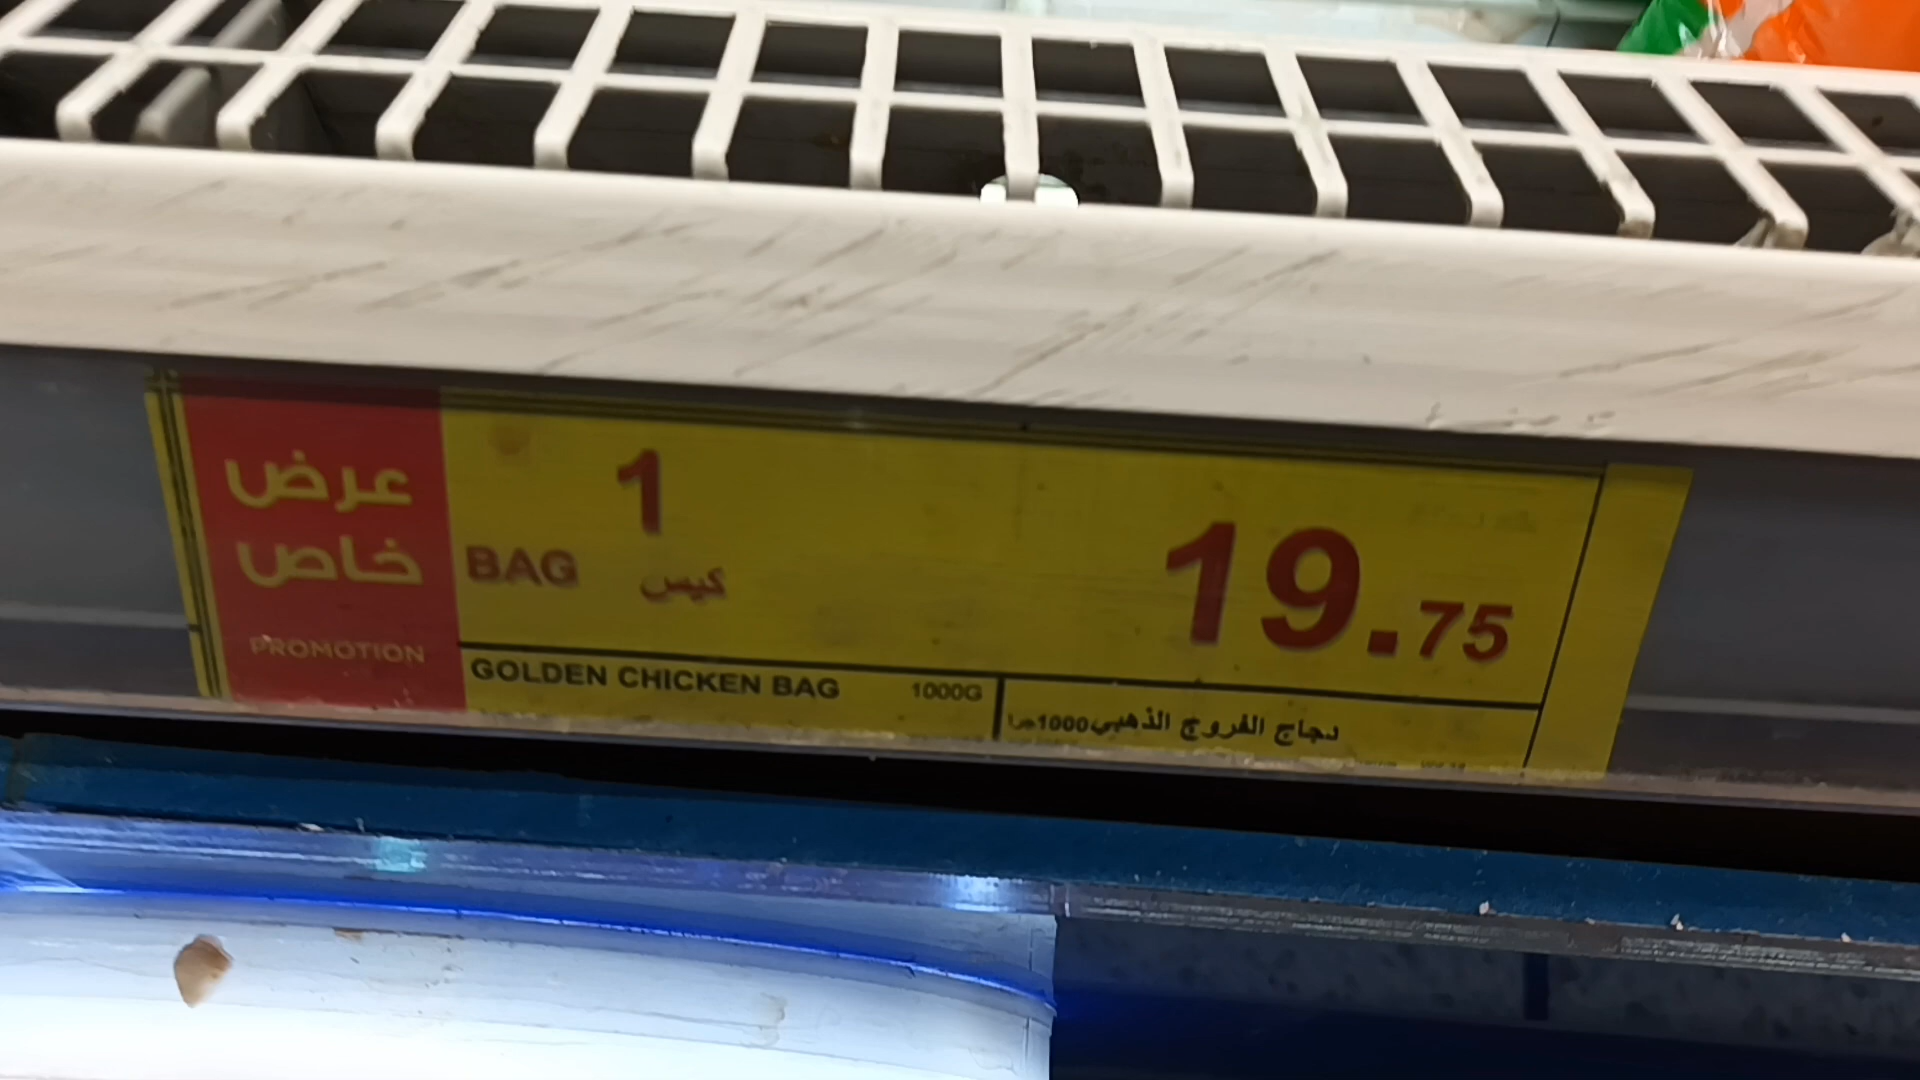 عرض
خاص
PROMOTION
1
BAG كيس
19.75
GOLDEN CHICKEN BAG 1000G
دجاج الفروج الذهبي1000جرا